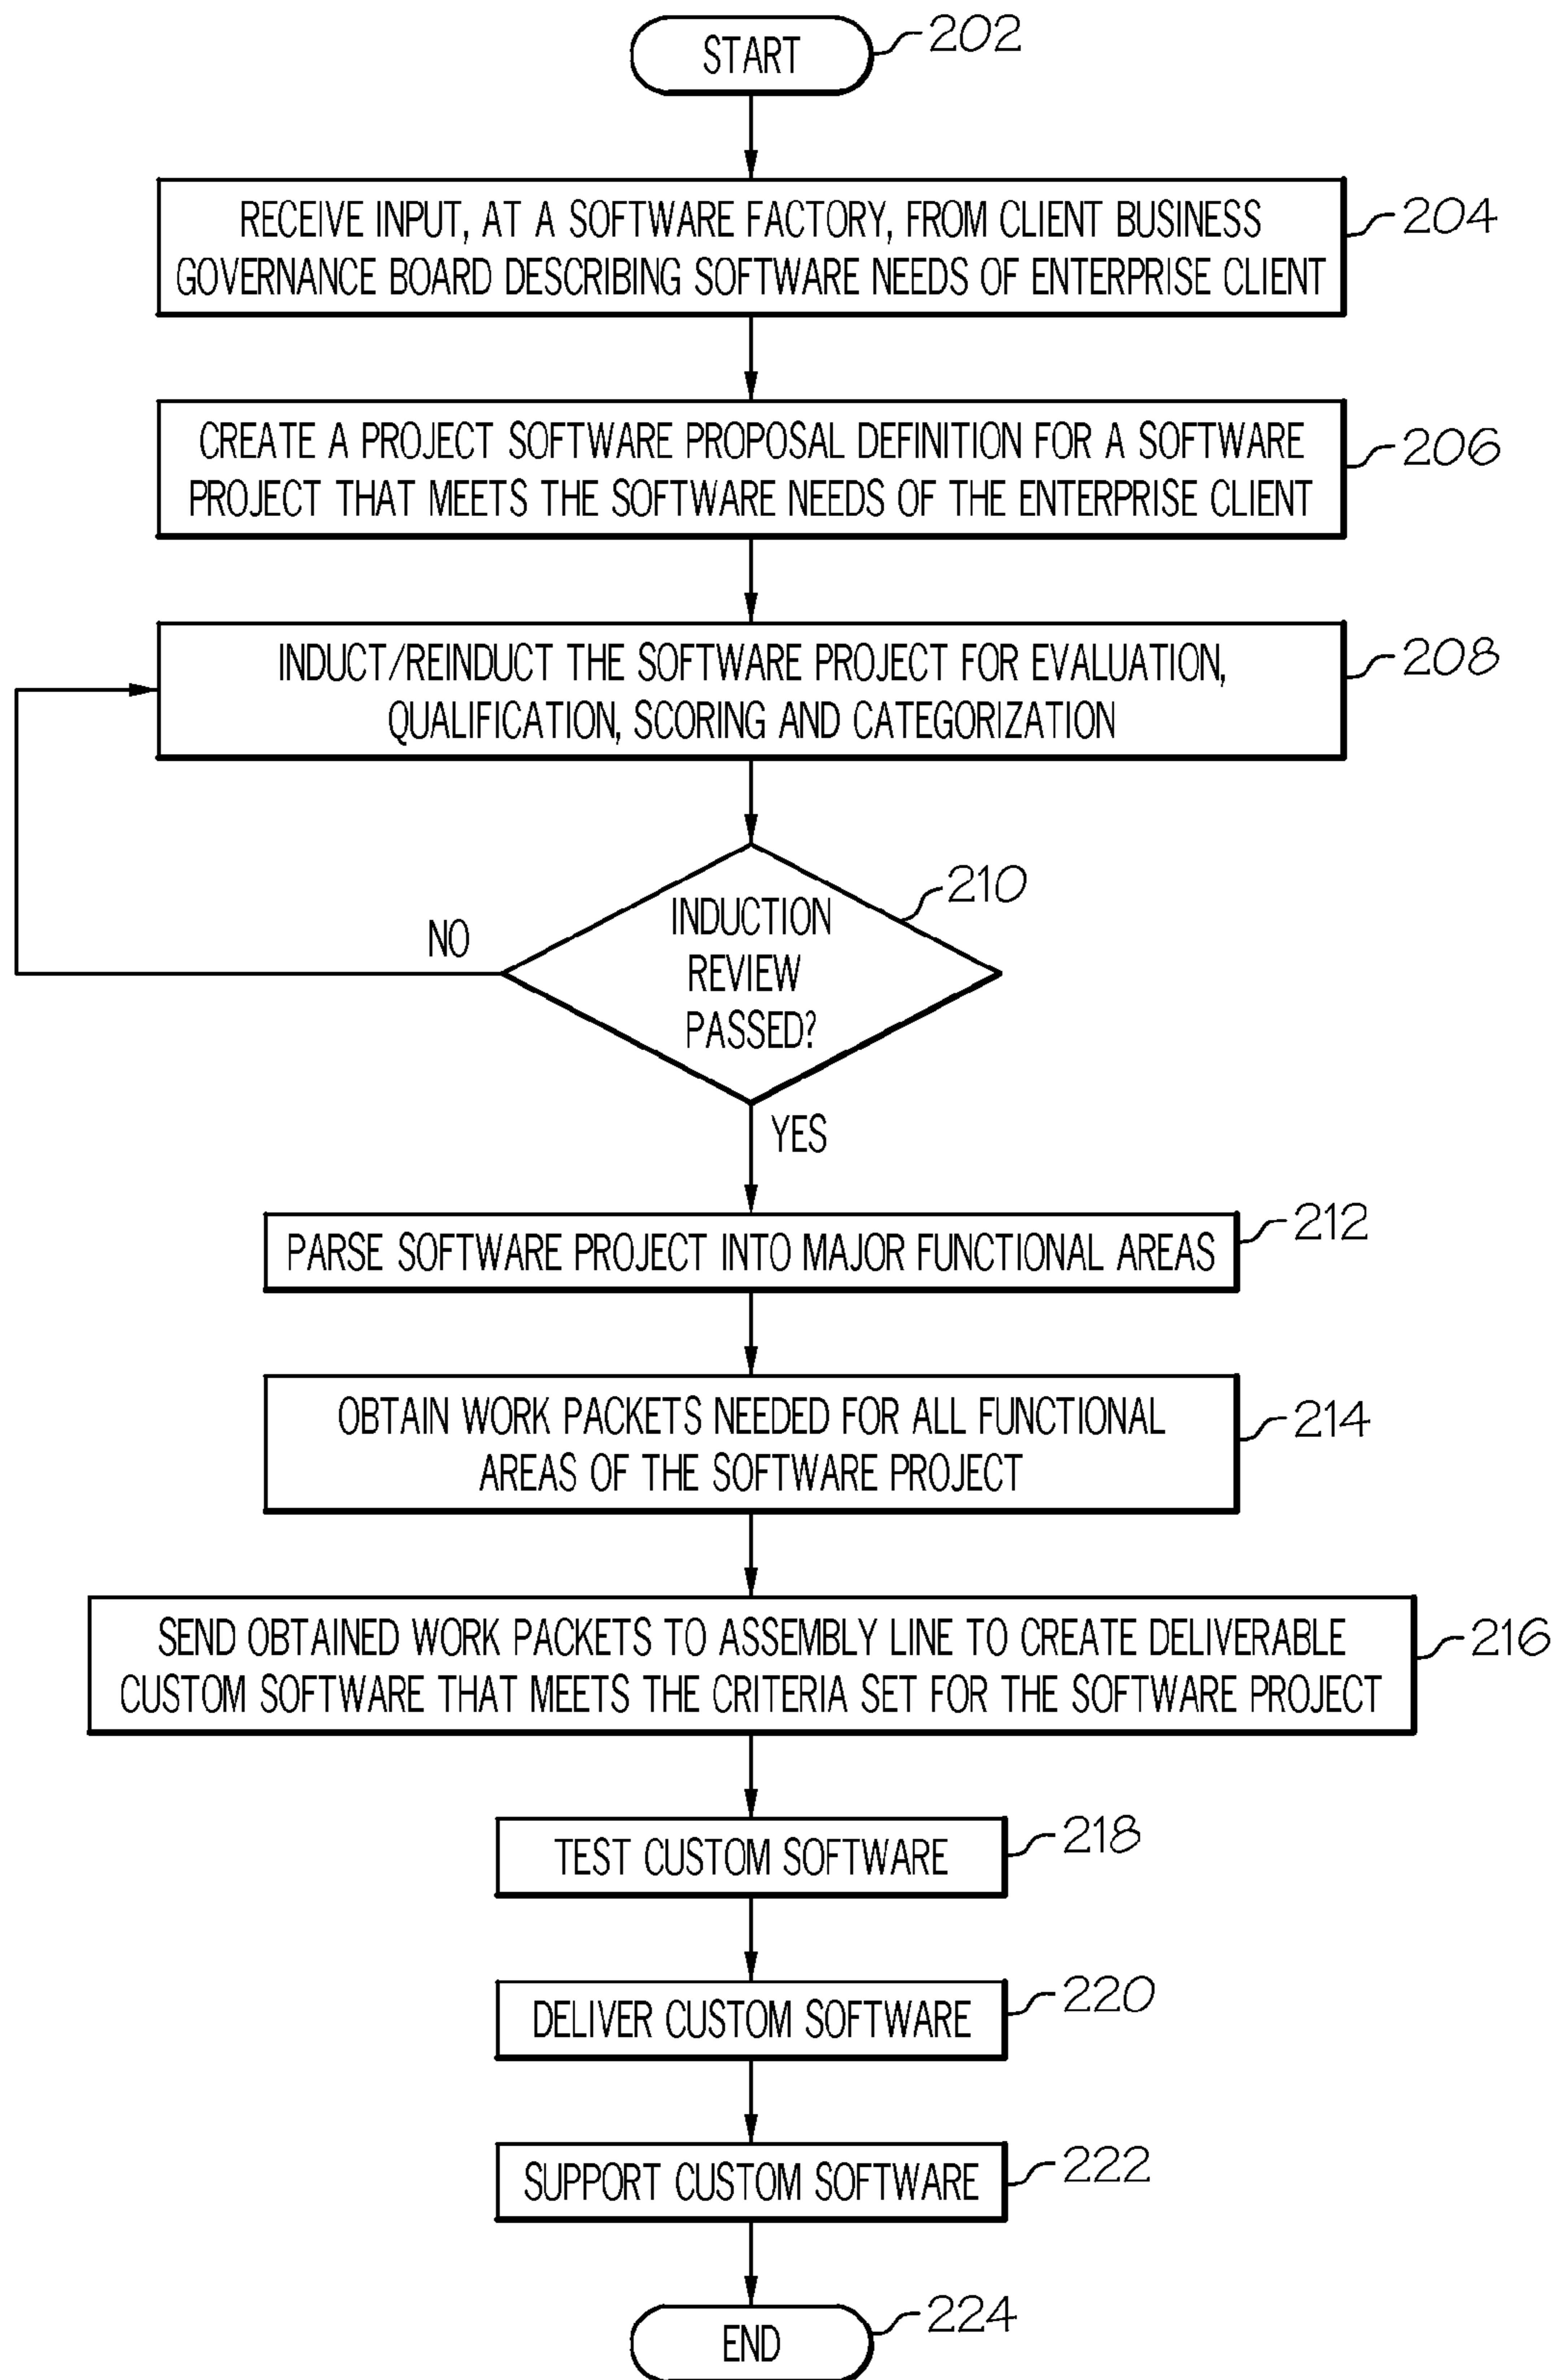 START
202
RECEIVE INPUT, AT A SOFTWARE FACTORY, FROM CLIENT BUSINESS
GOVERNANCE BOARD DESCRIBING SOFTWARE NEEDS OF ENTERPRISE CLIENT
204
CREATE A PROJECT SOFTWARE PROPOSAL DEFINITION FOR A SOFTWARE
PROJECT THAT MEETS THE SOFTWARE NEEDS OF THE ENTERPRISE CLIENT
206
INDUCT/REINDUCT THE SOFTWARE PROJECT FOR EVALUATION,
QUALIFICATION, SCORING AND CATEGORIZATION
208
INDUCTION
REVIEW
PASSED?
210
NO
YES
PARSE SOFTWARE PROJECT INTO MAJOR FUNCTIONAL AREAS
212
OBTAIN WORK PACKETS NEEDED FOR ALL FUNCTIONAL
AREAS OF THE SOFTWARE PROJECT
214
SEND OBTAINED WORK PACKETS TO ASSEMBLY LINE TO CREATE DELIVERABLE
CUSTOM SOFTWARE THAT MEETS THE CRITERIA SET FOR THE SOFTWARE PROJECT
216
TEST CUSTOM SOFTWARE
218
DELIVER CUSTOM SOFTWARE
220
SUPPORT CUSTOM SOFTWARE
222
END
224